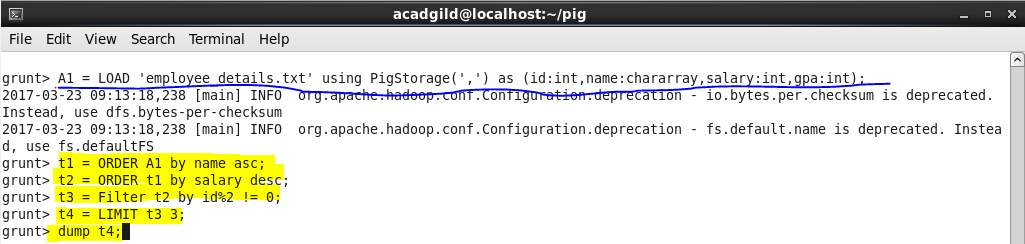 acadgild@localhost:~/pig
File Edit View Search Terminal Help
grunt> A1 = LOAD 'employee_details.txt' using PigStorage(',') as (id:int,name:chararray,salary:int,gpa:int);
2017-03-23 09:13:18,238 [main] INFO  org.apache.hadoop.conf.Configuration.deprecation - io.bytes.per.checksum is deprecated.
Instead, use dfs.bytes-per-checksum
2017-03-23 09:13:18,238 [main] INFO  org.apache.hadoop.conf.Configuration.deprecation - fs.default.name is deprecated. Instea
d, use fs.defaultFS
grunt> t1 = ORDER A1 by name asc;
grunt> t2 = ORDER t1 by salary desc;
grunt> t3 = Filter t2 by id%2 != 0;
grunt> t4 = LIMIT t3 3;
grunt> dump t4;